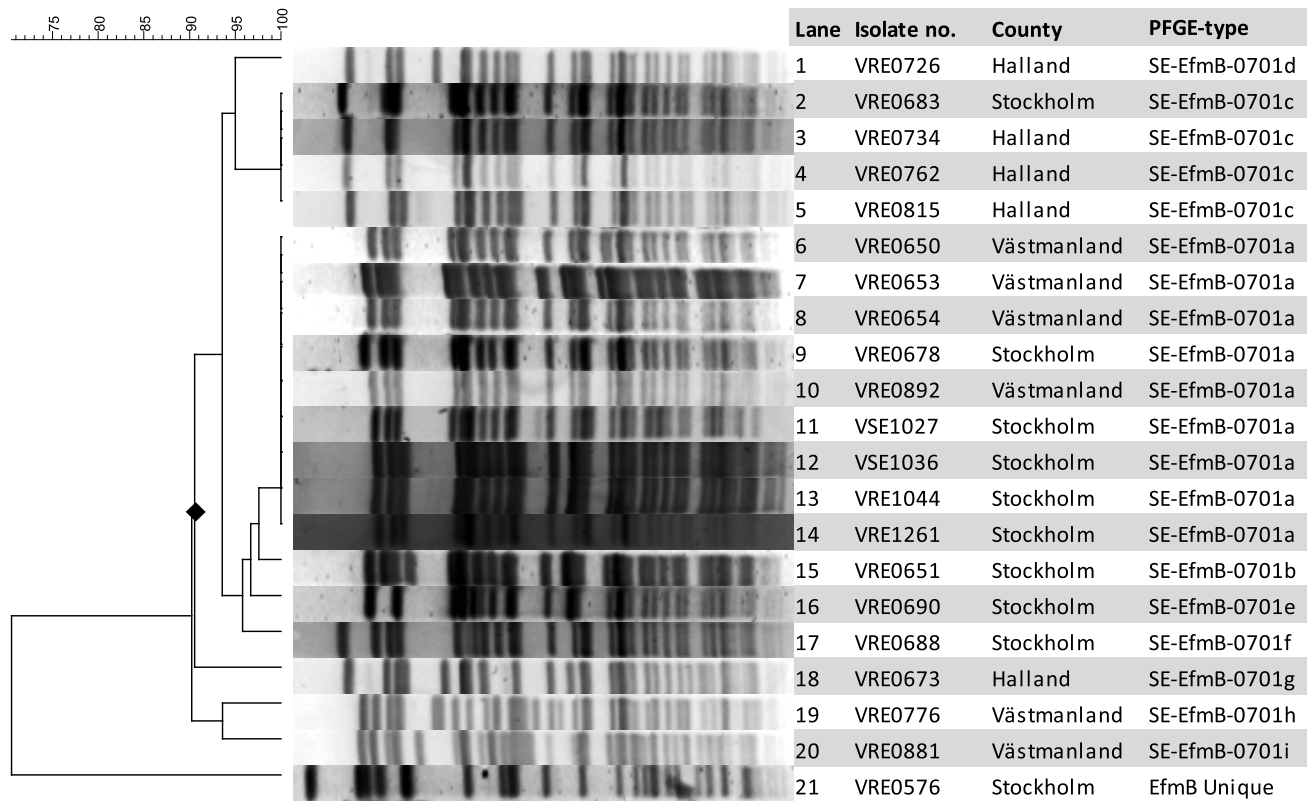 75 80 85 90 95 100
Lane Isolate no. County PFGE-type
1 VRE0726 Halland SE-EfmB-0701d
2 VRE0683 Stockholm SE-EfmB-0701c
3 VRE0734 Halland SE-EfmB-0701c
4 VRE0762 Halland SE-EfmB-0701c
5 VRE0815 Halland SE-EfmB-0701c
6 VRE0650 Västmanland SE-EfmB-0701a
7 VRE0653 Västmanland SE-EfmB-0701a
8 VRE0654 Västmanland SE-EfmB-0701a
9 VRE0678 Stockholm SE-EfmB-0701a
10 VRE0892 Västmanland SE-EfmB-0701a
11 VSE1027 Stockholm SE-EfmB-0701a
12 VSE1036 Stockholm SE-EfmB-0701a
13 VRE1044 Stockholm SE-EfmB-0701a
14 VRE1261 Stockholm SE-EfmB-0701a
15 VRE0651 Stockholm SE-EfmB-0701b
16 VRE0690 Stockholm SE-EfmB-0701e
17 VRE0688 Stockholm SE-EfmB-0701f
18 VRE0673 Halland SE-EfmB-0701g
19 VRE0776 Västmanland SE-EfmB-0701h
20 VRE0881 Västmanland SE-EfmB-0701i
21 VRE0576 Stockholm EfmB Unique